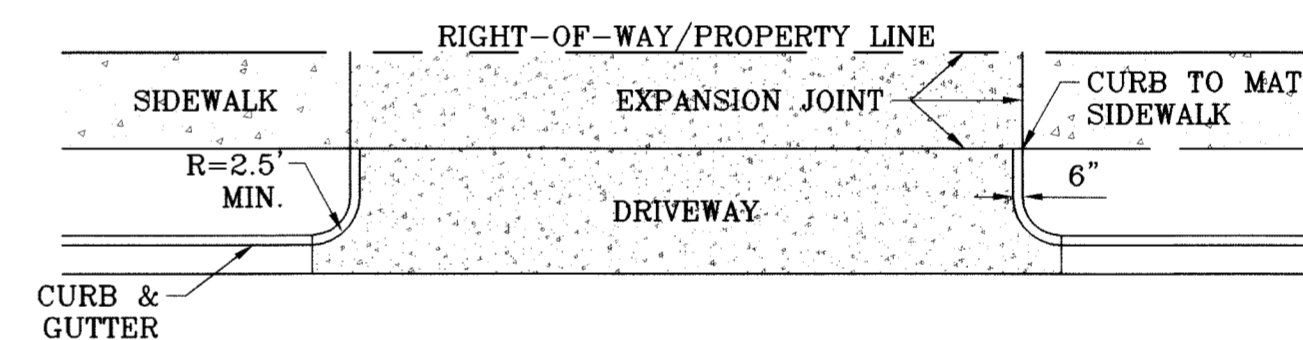 RIGHT-OF-WAY/PROPERTY LINE
SIDEWALK
EXPANSION JOINT
CURB TO MAT
SIDEWALK
R=2.5'
MIN.
6"
DRIVEWAY
CURB &
GUTTER